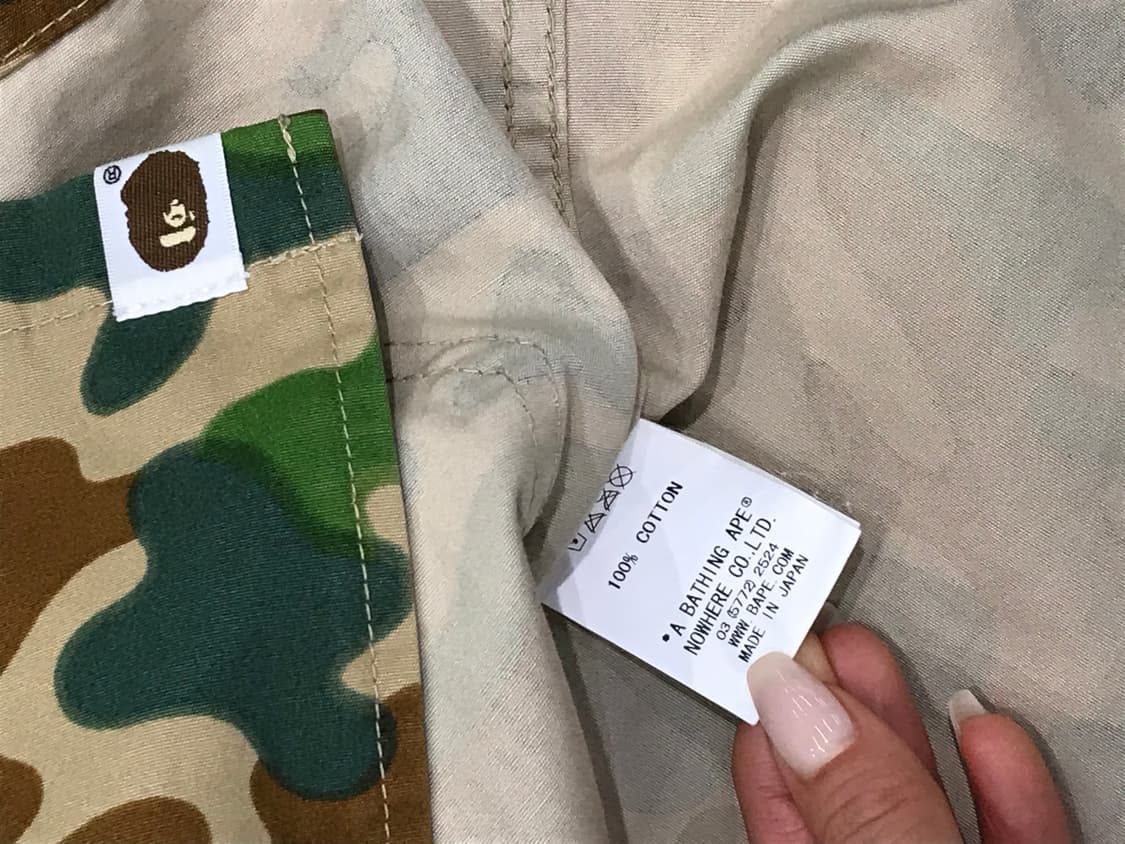 ®
100% COTTON
•A BATHING APE®
NOWHERE CO.,LTD.
03 (5772) 2524
WWW.BAPE.COM
MADE IN JAPAN